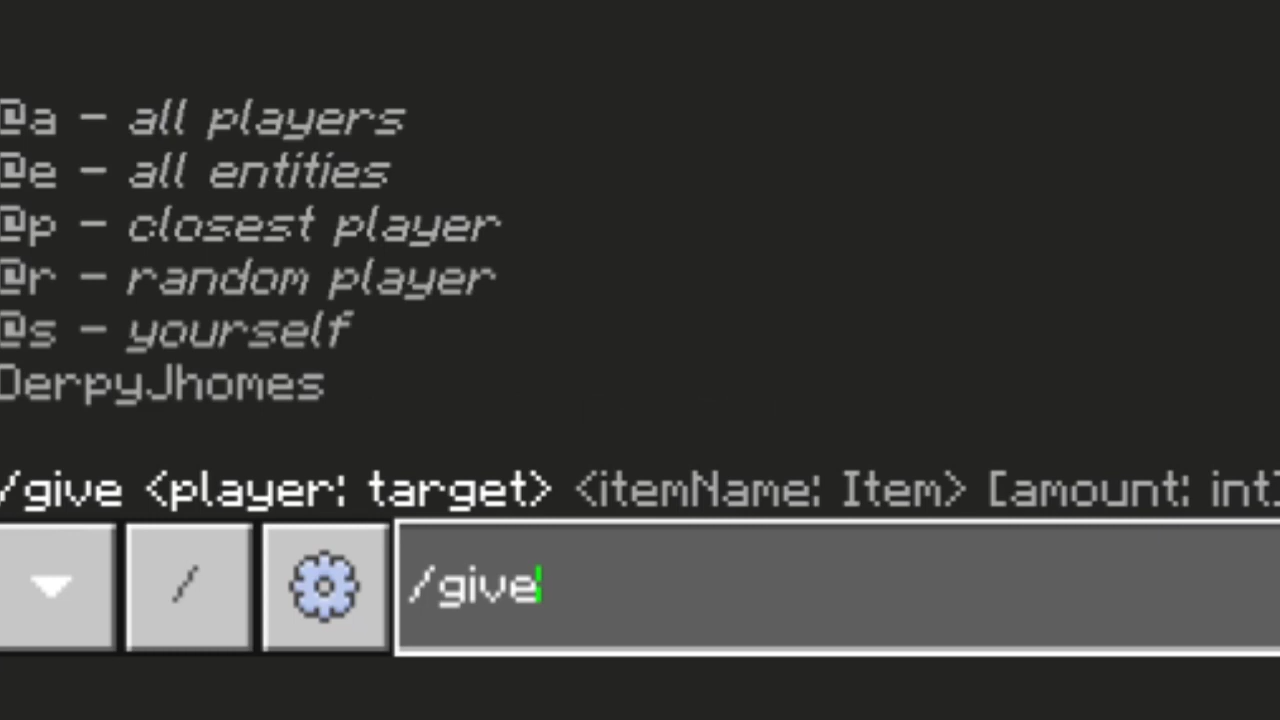 @a - all players
@e - all entities
@p - closest player
@r - random player
@s - yourself
DerpyJhomes
/give <player: target> <itemName: Item> [amount: int]
/
/give